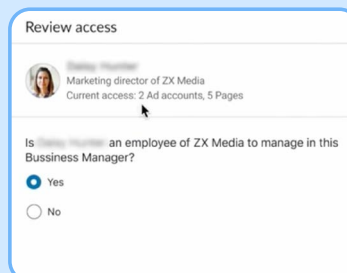 Review access
Marketing director of ZX Media
Current access: 2 Ad accounts, 5 Pages
Is an employee of ZX Media to manage in this
Bussiness Manager?
Yes
No